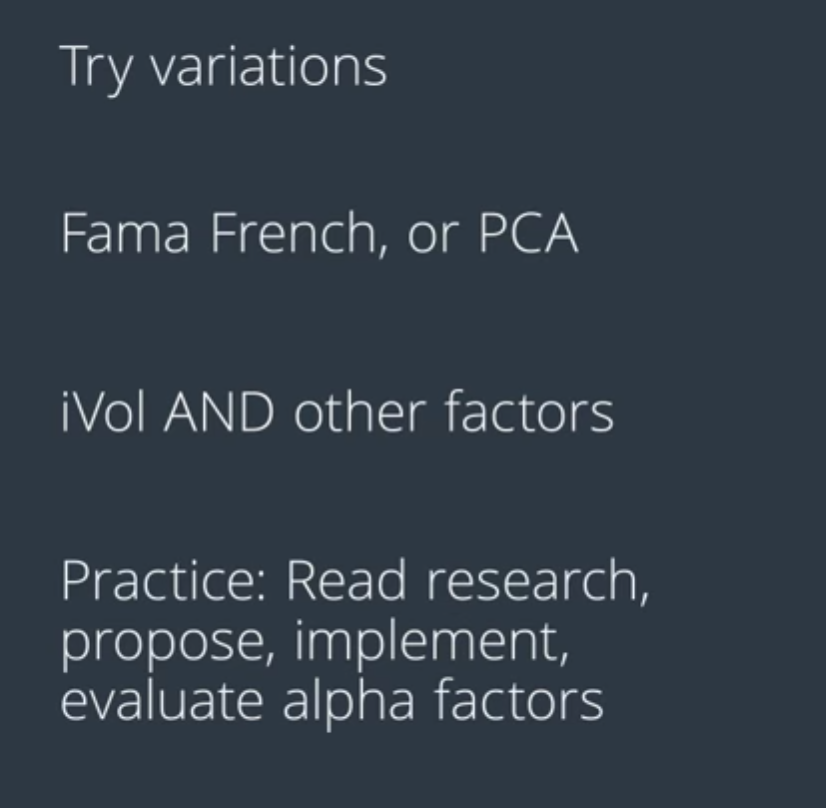 Try variations
Fama French, or PCA
iVol AND other factors
Practice: Read research,
propose, implement,
evaluate alpha factors